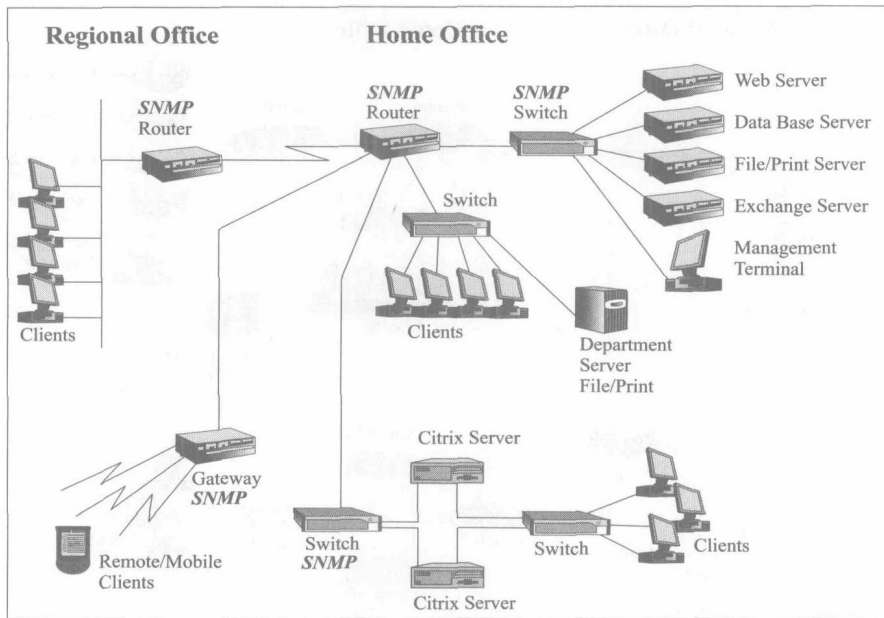 Regional Office
Home Office
SNMP
Router
SNMP
Router
SNMP
Switch
Web Server
Data Base Server
File/Print Server
Exchange Server
Management
Terminal
Switch
Clients
Clients
Department
Server
File/Print
Gateway
SNMP
Remote/Mobile
Clients
Citrix Server
Switch
SNMP
Switch
Clients
Citrix Server